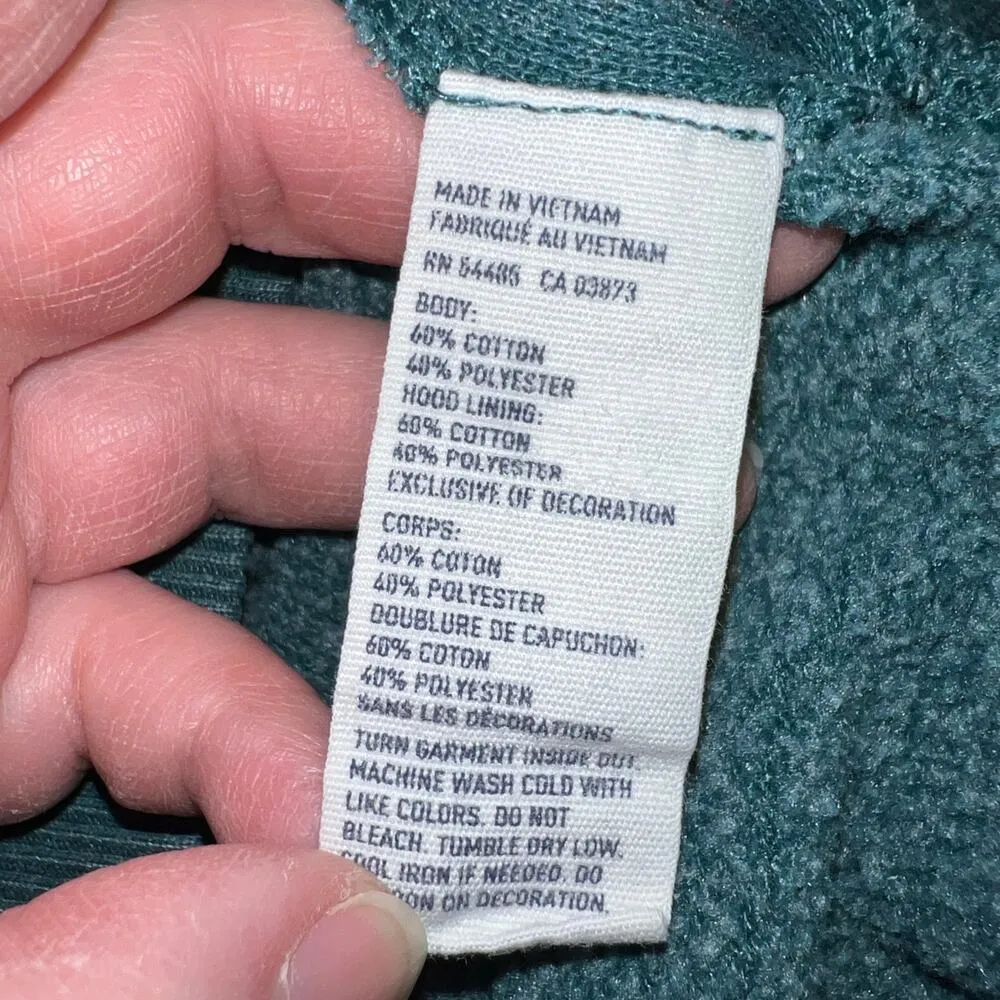 MADE IN VIETNAM
FABRIQUÉ AU VIETNAM
RN 54485 CA 03873
BODY:
60% COTTON
40% POLYESTER
HOOD LINING:
60% COTTON
40% POLYESTER
EXCLUSIVE OF DECORATION
CORPS:
60% COTON
40% POLYESTER
DOUBLURE DE CAPUCHON:
60% COTON
40% POLYESTER
SANS LES DÉCORATIONS
TURN GARMENT INSIDE OUT
MACHINE WASH COLD WITH
LIKE COLORS. DO NOT
BLEACH. TUMBLE DRY LOW.
COOL IRON IF NEEDED. DO
ON DECORATION.